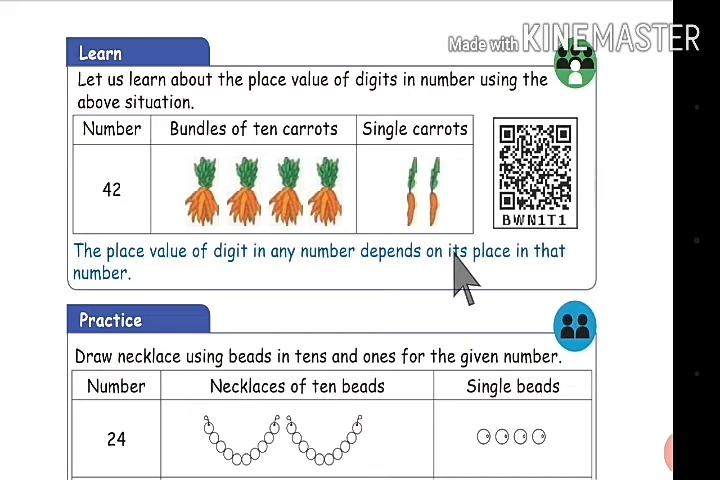 Made with KINEMASTER
Learn
Let us learn about the place value of digits in number using the
above situation.
Number Bundles of ten carrots Single carrots
42
BWN1T1
The place value of digit in any number depends on its place in that
number.
Practice
Draw necklace using beads in tens and ones for the given number.
Number Necklaces of ten beads Single beads
24